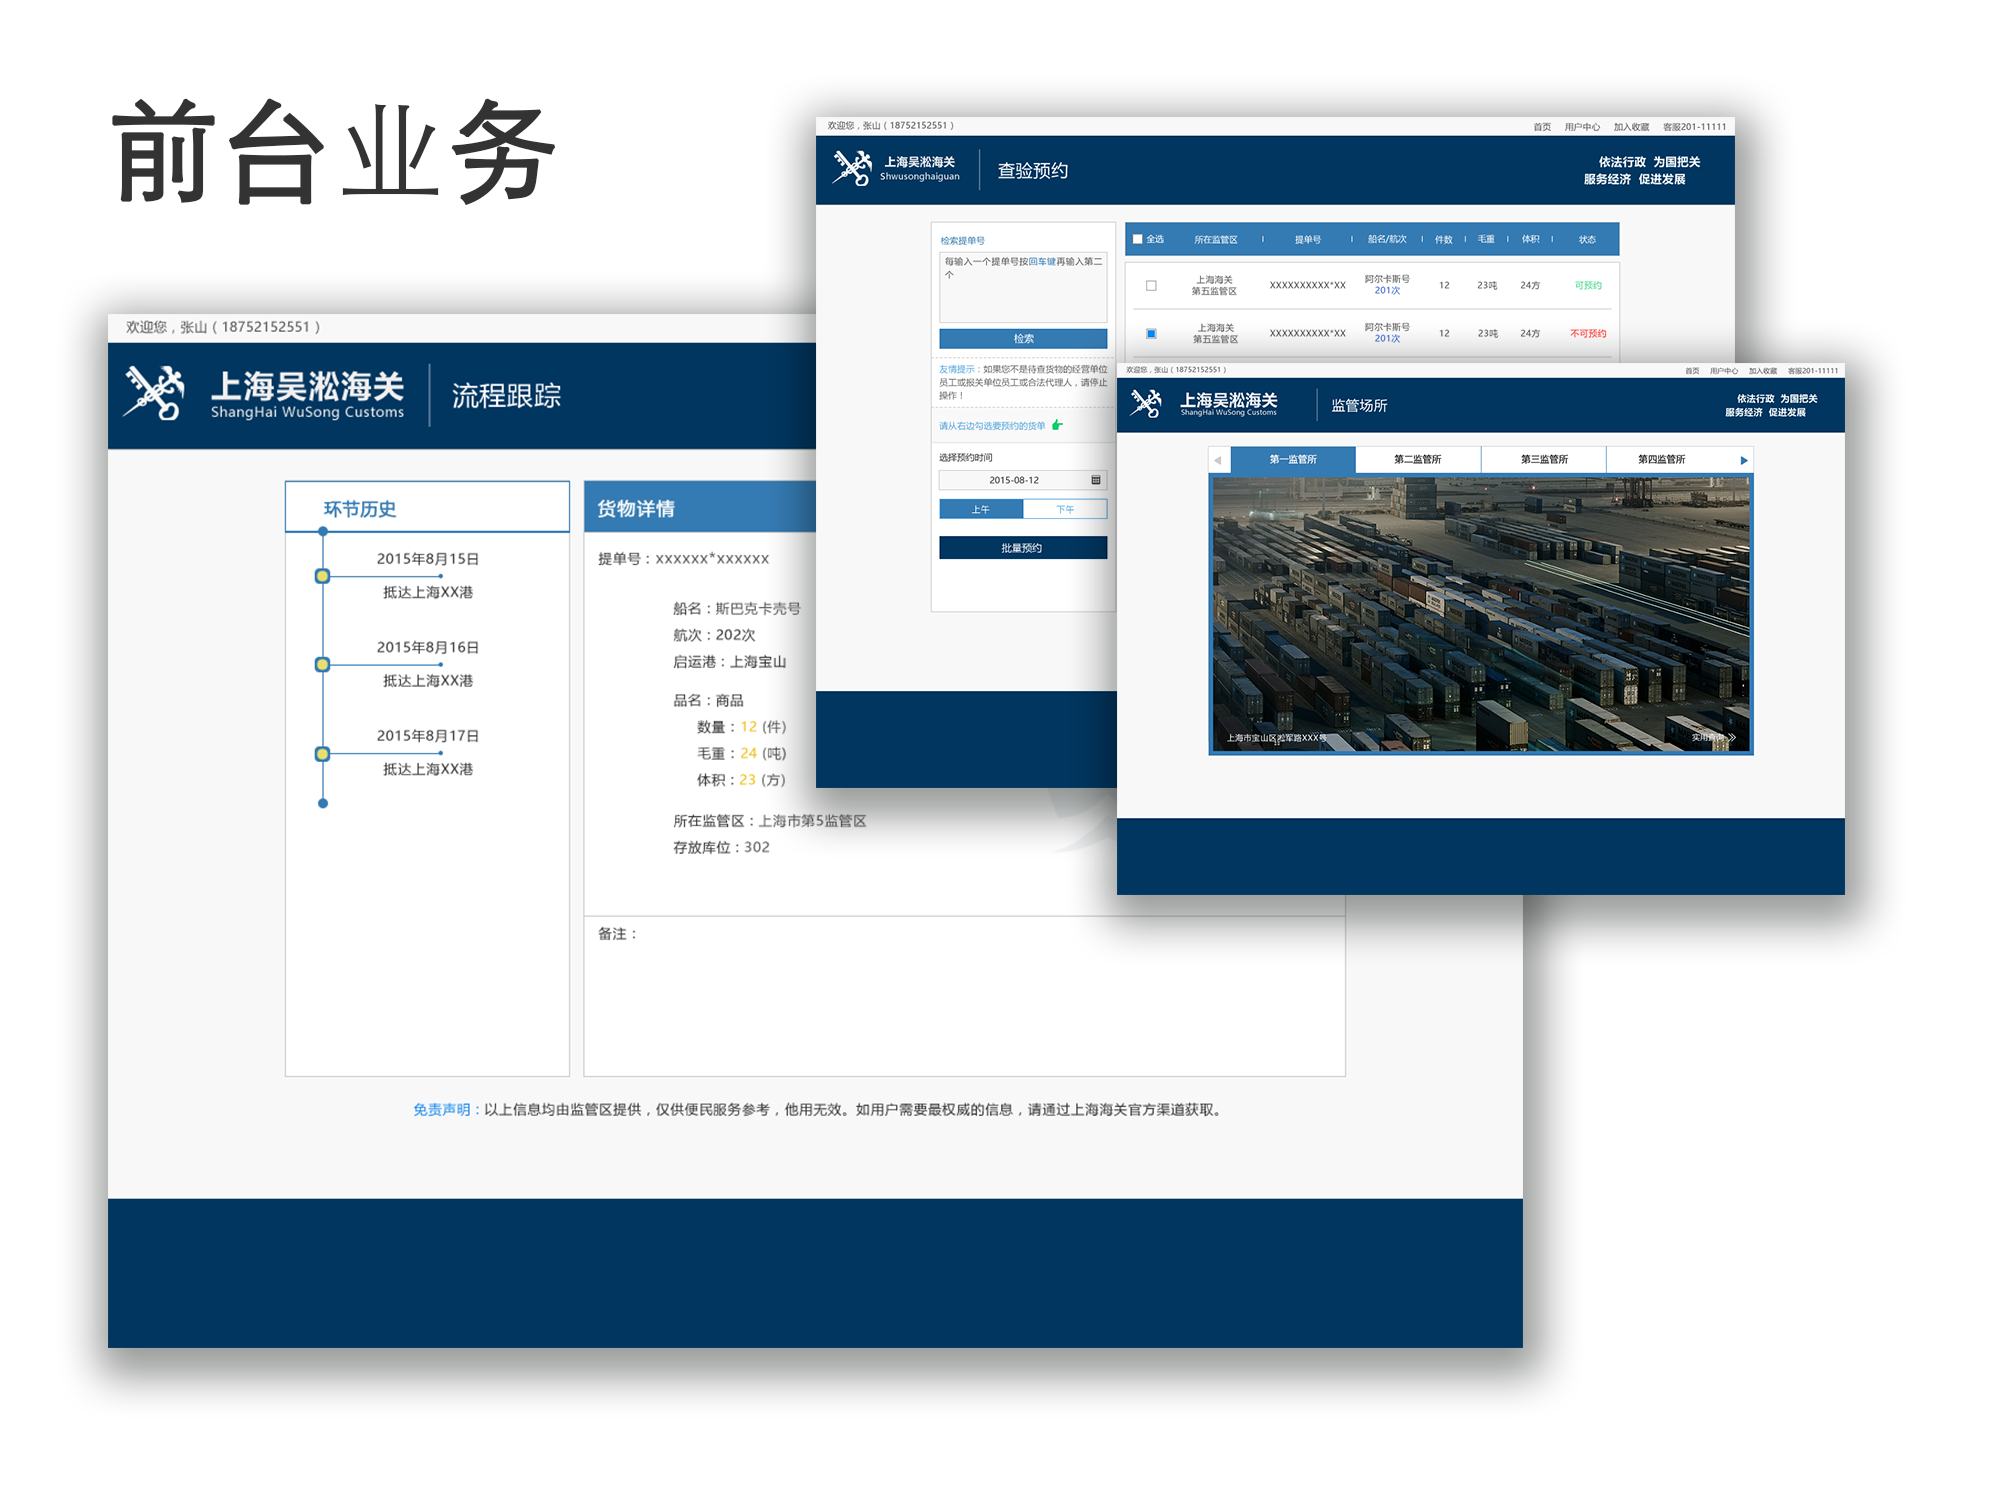 前台业务
欢迎您，张山（18752152551）
上海吴淞海关
ShangHai WuSong Customs
流程跟踪
环节历史
2015年8月15日
抵达上海XX港
2015年8月16日
抵达上海XX港
2015年8月17日
抵达上海XX港
货物详情
提单号：xxxxxx*xxxxxx
船名：斯巴克卡壳号
航次：202次
启运港：上海宝山
品名：商品
数量：12 (件)
毛重：24 (吨)
体积：23 (方)
所在监管区：上海市第5监管区
存放库位：302
备注：
免责声明：以上信息均由监管区提供，仅供便民服务参考，他用无效。如用户需要最权威的信息，请通过上海海关官方渠道获取。
欢迎您，张山（18752152551）
首页 用户中心 加入收藏 客服201-11111
上海吴淞海关
Shwusonghaiguan
查验预约
依法行政 为国把关
服务经济 促进发展
检索提单号
每输入一个提单号按回车键再输入第二
个
检索
友情提示：如果您不是待查货物的经营单位
员工或报关单位员工或合法代理人，请停止
操作！
请从右边勾选要预约的货单
选择预约时间
2015-08-12
上午 下午
批量预约
全选 所在监管区 提单号 船名/航次 件数 毛重 体积 状态
上海海关
第五监管区
XXXXXXXXXX*XX
阿尔卡斯号
201次
12 23吨 24方 可预约
上海海关
第五监管区
XXXXXXXXXX*XX
阿尔卡斯号
201次
12 23吨 24方 不可预约
欢迎您，张山（18752152551）
首页 用户中心 加入收藏 客服201-11111
上海吴淞海关
ShangHai WuSong Customs
监管场所
依法行政 为国把关
服务经济 促进发展
第一监管所 第二监管所 第三监管所 第四监管所
上海市宝山区淞军路XXX号
实用查询